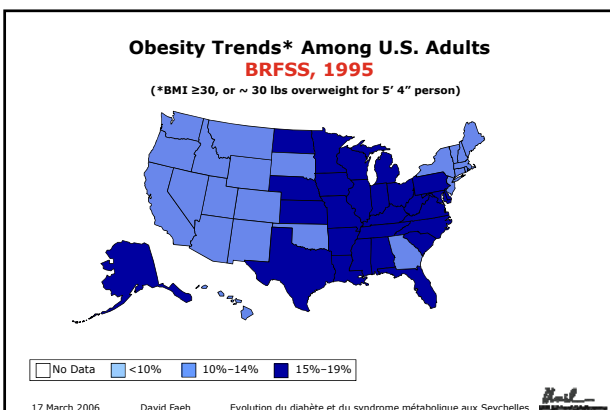 Obesity Trends* Among U.S. Adults
BRFSS, 1995
(*BMI ≥30, or ~ 30 lbs overweight for 5’ 4” person)
No Data <10% 10%–14% 15%–19%
17 March 2006 David Faeh Evolution du diabète et du syndrome métabolique aux Seychelles